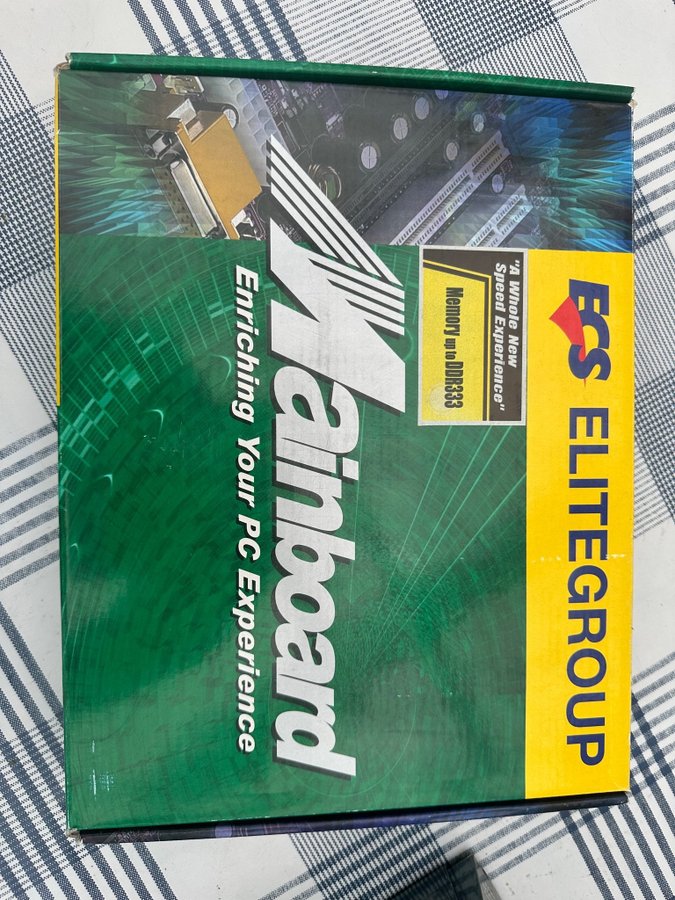 ECS ELITEGROUP
"A Whole New
Speed Experience"
Memory up to DDR333
Mainboard
Enriching Your PC Experience